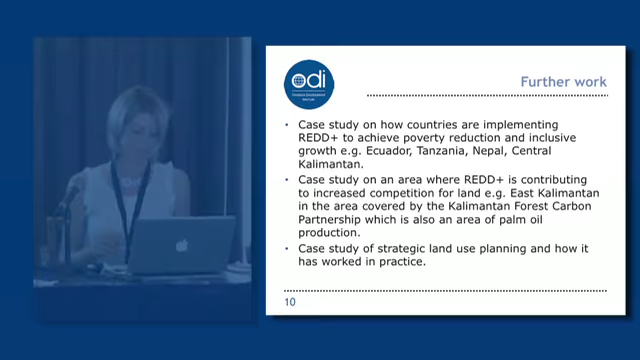 odi
Further work
• Case study on how countries are implementing
REDD+ to achieve poverty reduction and inclusive
growth e.g. Ecuador, Tanzania, Nepal, Central
Kalimantan.
• Case study on an area where REDD+ is contributing
to increased competition for land e.g. East Kalimantan
in the area covered by the Kalimantan Forest Carbon
Partnership which is also an area of palm oil
production.
• Case study of strategic land use planning and how it
has worked in practice.
10